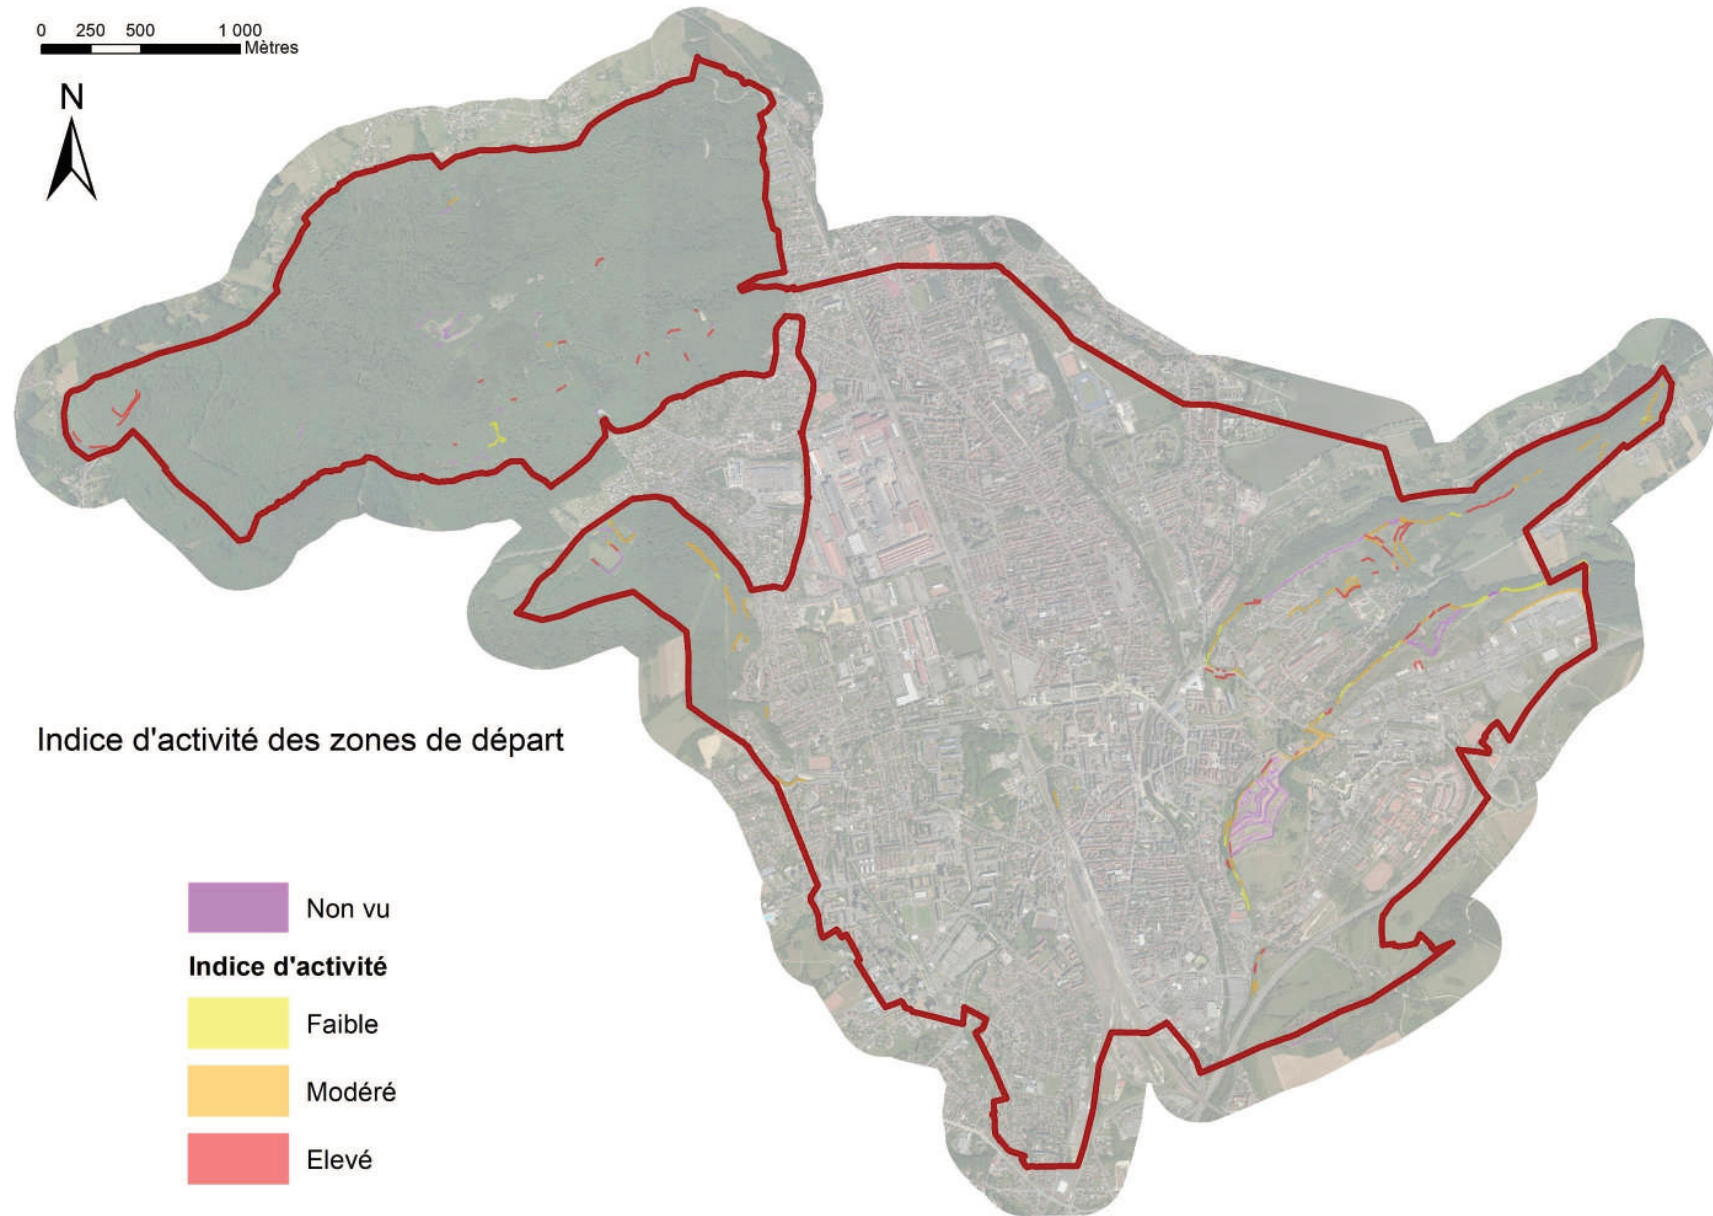 0 250 500 1 000
Mètres
N
Indice d'activité des zones de départ
Non vu
Indice d'activité
Faible
Modéré
Elevé